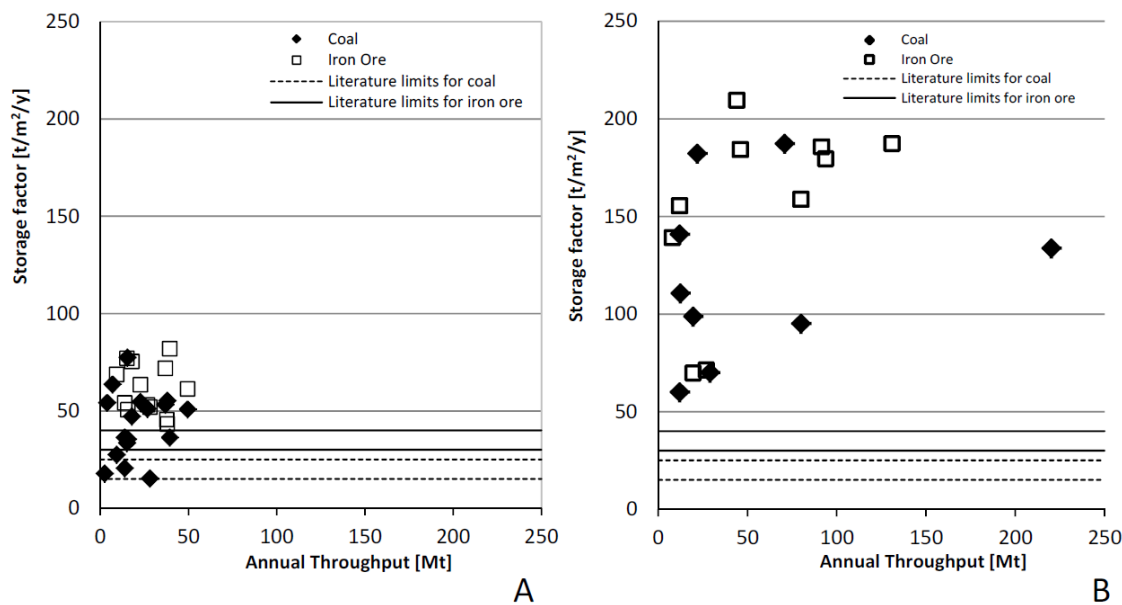 250
200
150
100
50
0
Storage factor [t/m²/y]
Coal
Iron Ore
Literature limits for coal
Literature limits for iron ore
0 50 100 150 200 250
Annual Throughput [Mt]
A
250
200
150
100
50
0
Storage factor [t/m²/y]
Coal
Iron Ore
Literature limits for coal
Literature limits for iron ore
0 50 100 150 200 250
Annual Throughput [Mt]
B